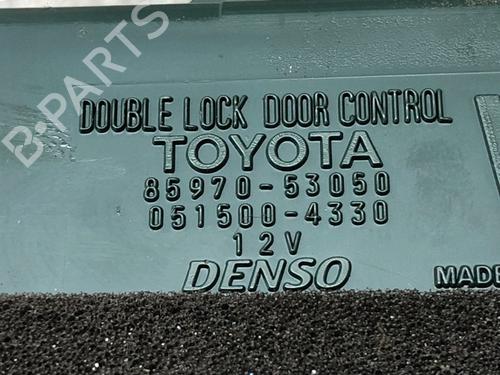 B-PARTS
DOUBLE LOCK DOOR CONTROL
TOYOTA
85970-53050
051500-4330
12V
DENSO
MADE